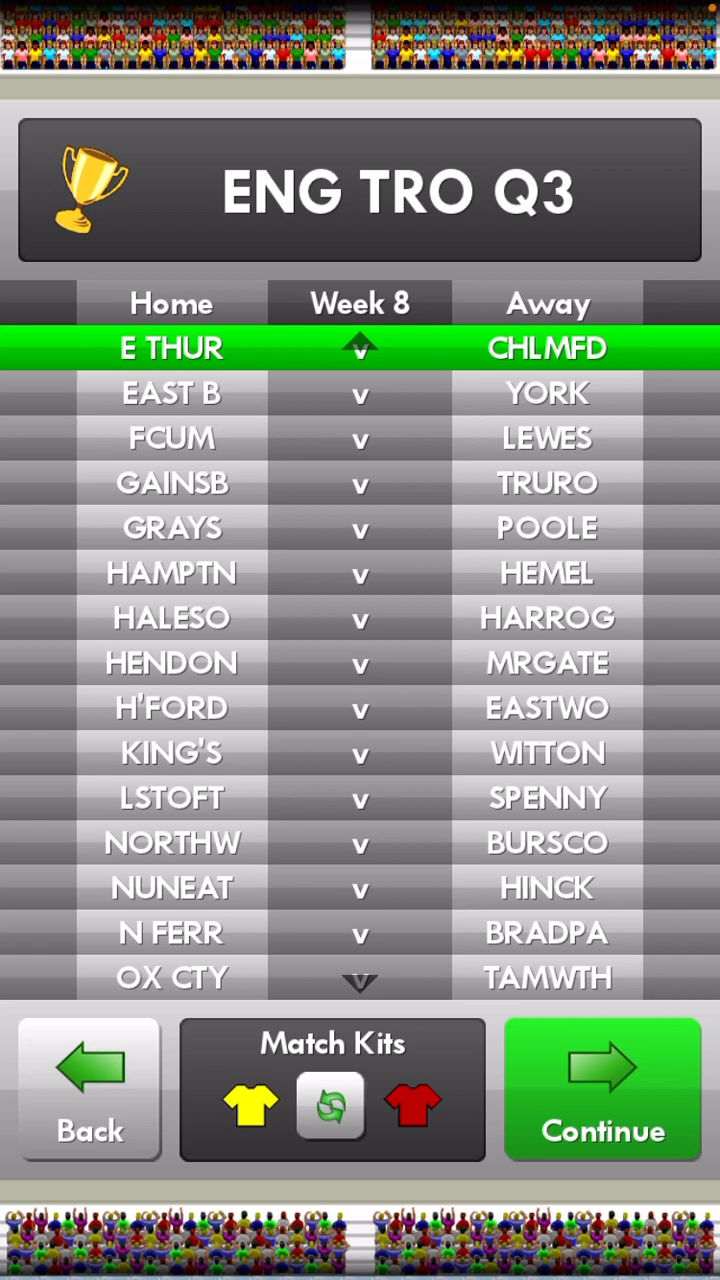 ENG TRO Q3
Home Week 8 Away
E THUR v CHLMFD
EAST B v YORK
FCUM v LEWES
GAINSB v TRURO
GRAYS v POOLE
HAMPTN v HEMEL
HALESO v HARROG
HENDON v MRGATE
H'FORD v EASTWO
KING'S v WITTON
LSTOFT v SPENNY
NORTHW v BURSCO
NUNEAT v HINCK
N FERR v BRADPA
OX CTY v TAMWTH
Match Kits
Back
Continue